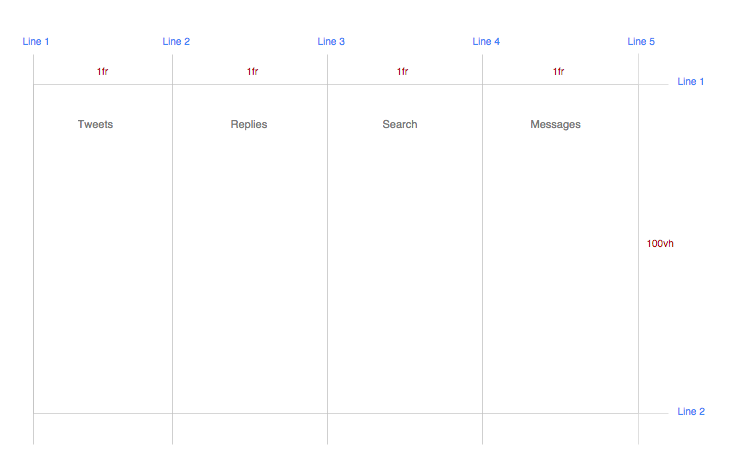 Line 1 Line 2 Line 3 Line 4 Line 5
1fr 1fr 1fr 1fr
Line 1
Tweets Replies Search Messages
100vh
Line 2